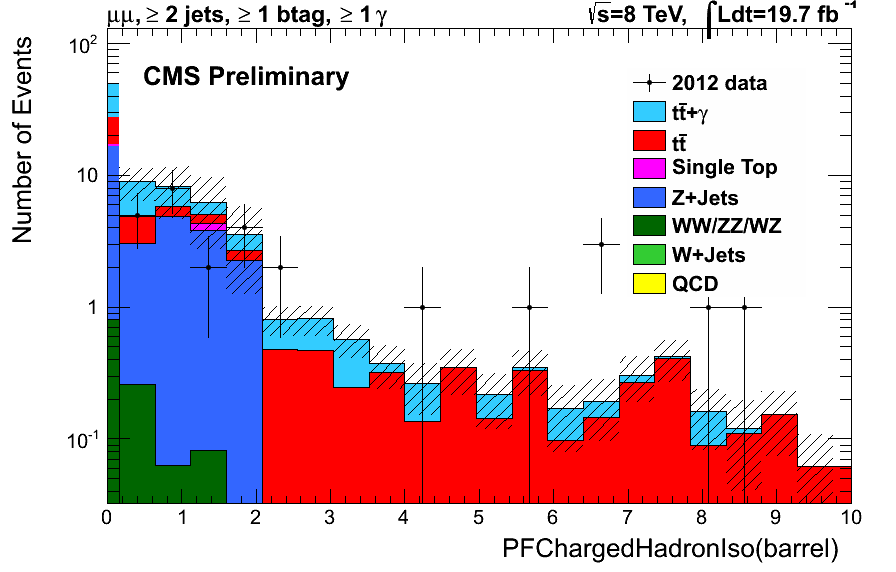 μμ, ≥ 2 jets, ≥ 1 btag, ≥ 1 γ
√s=8 TeV, ∫Ldt=19.7 fb⁻¹
CMS Preliminary
2012 data
tt̄+γ
tt̄
Single Top
Z+Jets
WW/ZZ/WZ
W+Jets
QCD
Number of Events
10²
10
1
10⁻¹
0 1 2 3 4 5 6 7 8 9 10
PFChargedHadronIso(barrel)